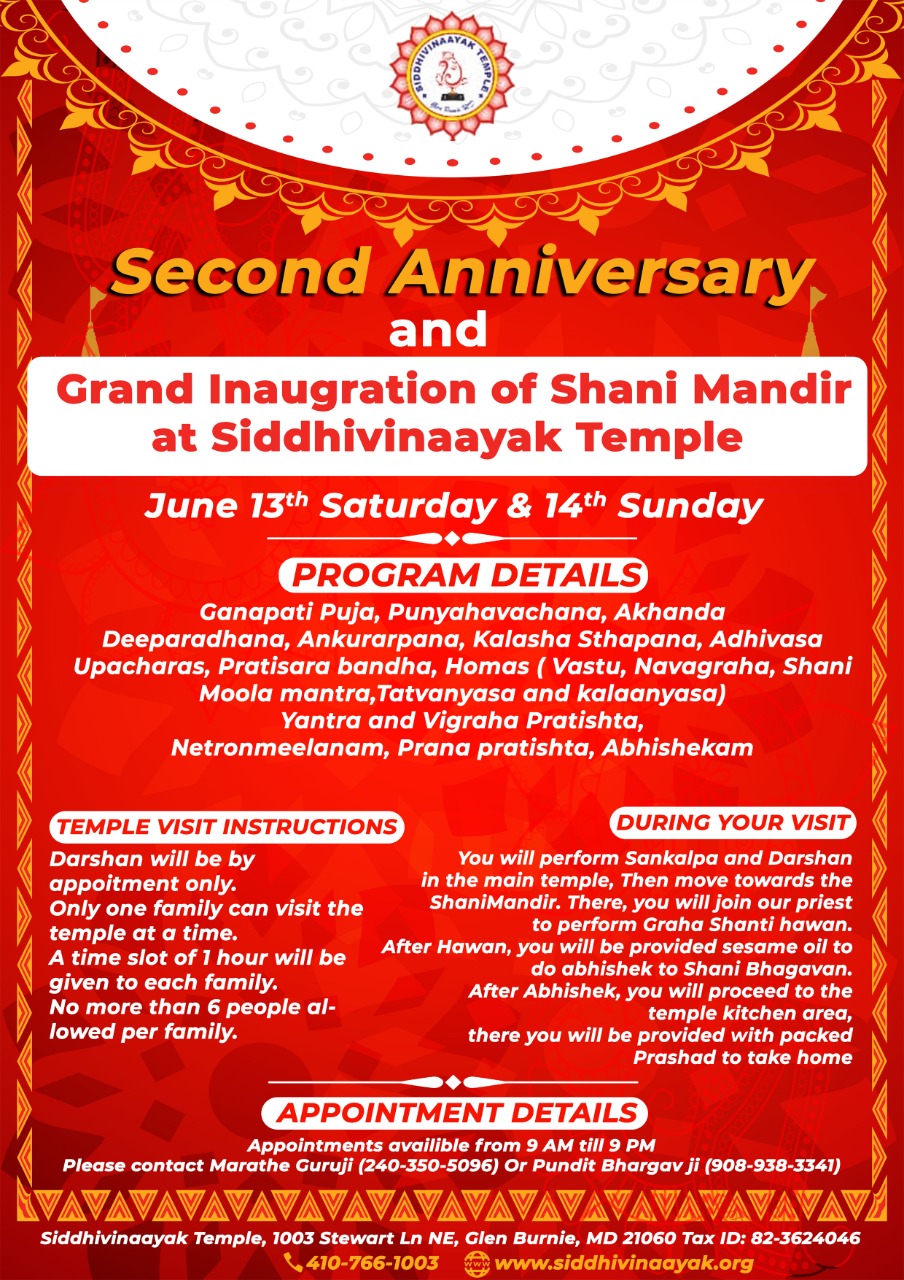 SIDDHIVINAAYAK TEMPLE
Second Anniversary
and
Grand Inaugration of Shani Mandir
at Siddhivinaayak Temple
June 13th Saturday & 14th Sunday
PROGRAM DETAILS
Ganapati Puja, Punyahavachana, Akhanda
Deeparadhana, Ankurarpana, Kalasha Sthapana, Adhivasa
Upacharas, Pratisara bandha, Homas ( Vastu, Navagraha, Shani
Moola mantra,Tatvanyasa and kalaanyasa)
Yantra and Vigraha Pratishta,
Netronmeelanam, Prana pratishta, Abhishekam
TEMPLE VISIT INSTRUCTIONS
Darshan will be by
appoitment only.
Only one family can visit the
temple at a time.
A time slot of 1 hour will be
given to each family.
No more than 6 people al-
lowed per family.
DURING YOUR VISIT
You will perform Sankalpa and Darshan
in the main temple, Then move towards the
ShaniMandir. There, you will join our priest
to perform Graha Shanti hawan.
After Hawan, you will be provided sesame oil to
do abhishek to Shani Bhagavan.
After Abhishek, you will proceed to the
temple kitchen area,
there you will be provided with packed
Prashad to take home
APPOINTMENT DETAILS
Appointments availible from 9 AM till 9 PM
Please contact Marathe Guruji (240-350-5096) Or Pundit Bhargav ji (908-938-3341)
Siddhivinaayak Temple, 1003 Stewart Ln NE, Glen Burnie, MD 21060 Tax ID: 82-3624046
410-766-1003 www.siddhivinaayak.org